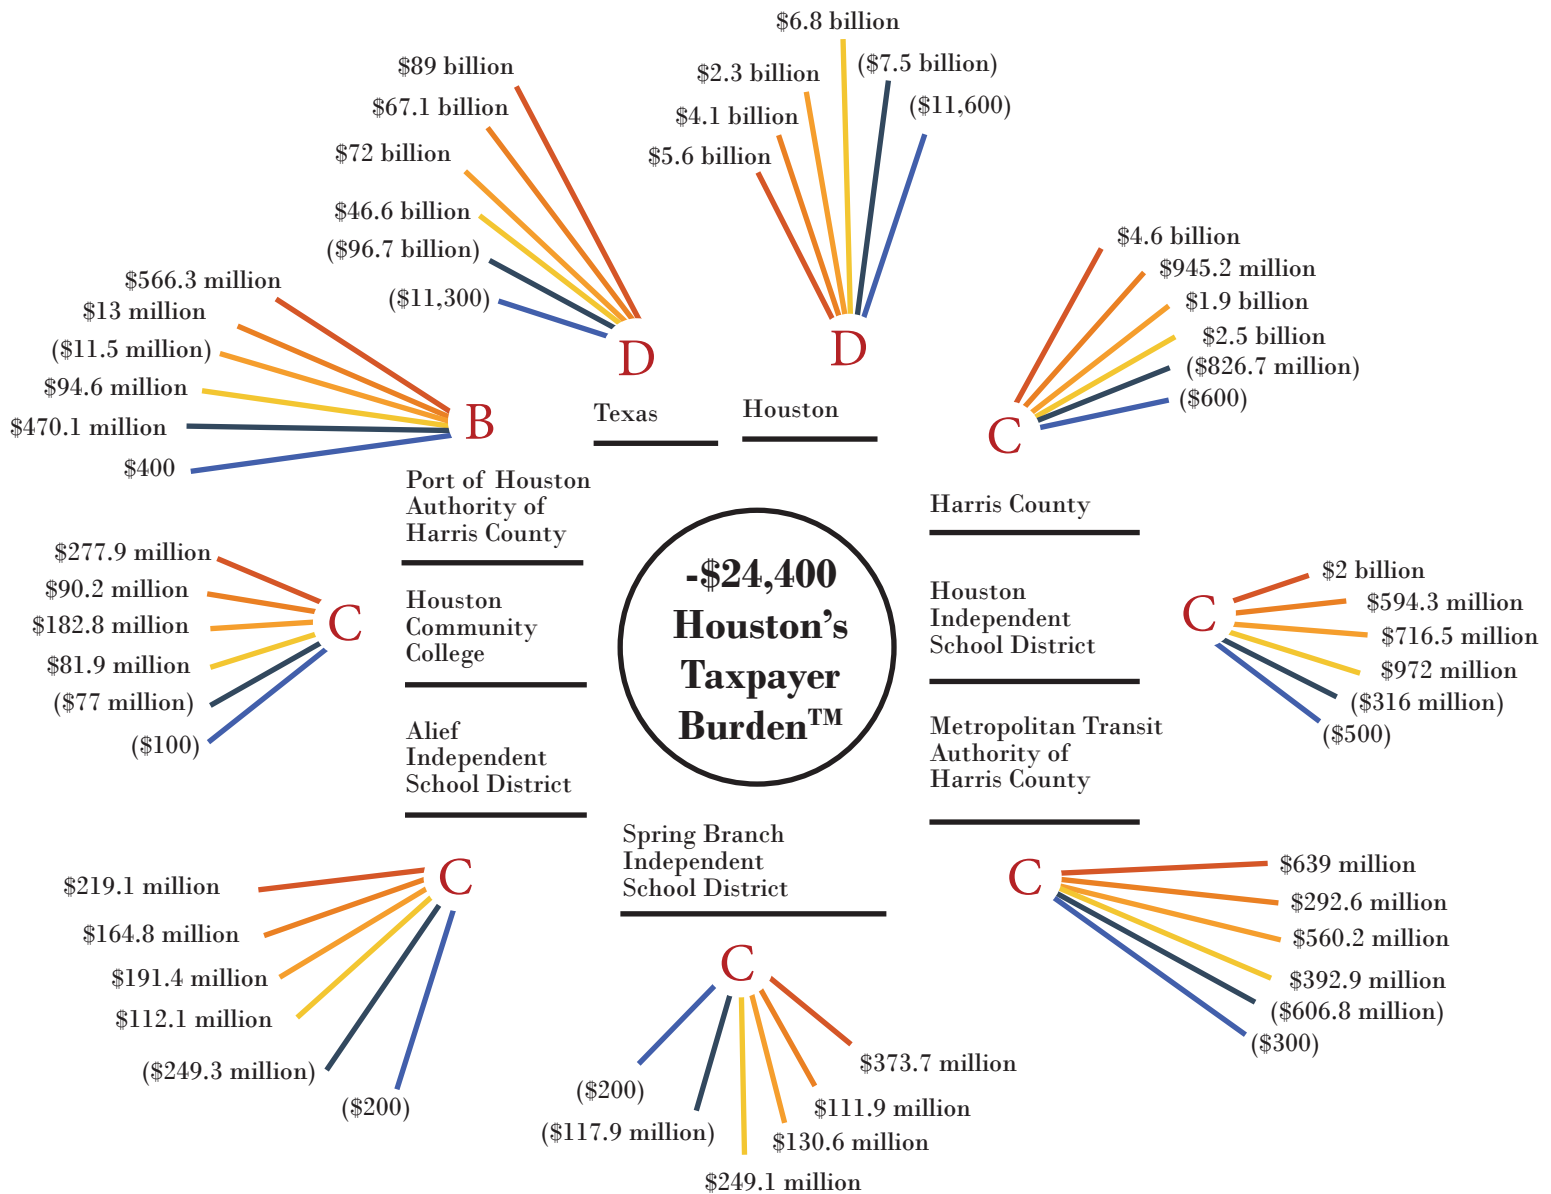 $6.8 billion
$2.3 billion
($7.5 billion)
$4.1 billion
($11,600)
$5.6 billion
D
Houston
$89 billion
$67.1 billion
$72 billion
$46.6 billion
($96.7 billion)
($11,300)
D
Texas
$4.6 billion
$945.2 million
$1.9 billion
$2.5 billion
($826.7 million)
($600)
C
Harris County
$566.3 million
$13 million
($11.5 million)
$94.6 million
$470.1 million
$400
B
Port of Houston
Authority of
Harris County
$277.9 million
$90.2 million
$182.8 million
$81.9 million
($77 million)
($100)
C
Houston
Community
College
-$24,400
Houston's
Taxpayer
Burden™
Houston
Independent
School District
C
$2 billion
$594.3 million
$716.5 million
$972 million
($316 million)
($500)
Alief
Independent
School District
C
$219.1 million
$164.8 million
$191.4 million
$112.1 million
($249.3 million)
($200)
Spring Branch
Independent
School District
C
$373.7 million
$111.9 million
$130.6 million
$249.1 million
($117.9 million)
($200)
Metropolitan Transit
Authority of
Harris County
C
$639 million
$292.6 million
$560.2 million
$392.9 million
($606.8 million)
($300)